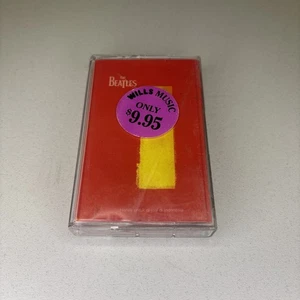 THE
BEATLES
WILLS MUSIC
ONLY
$9.95